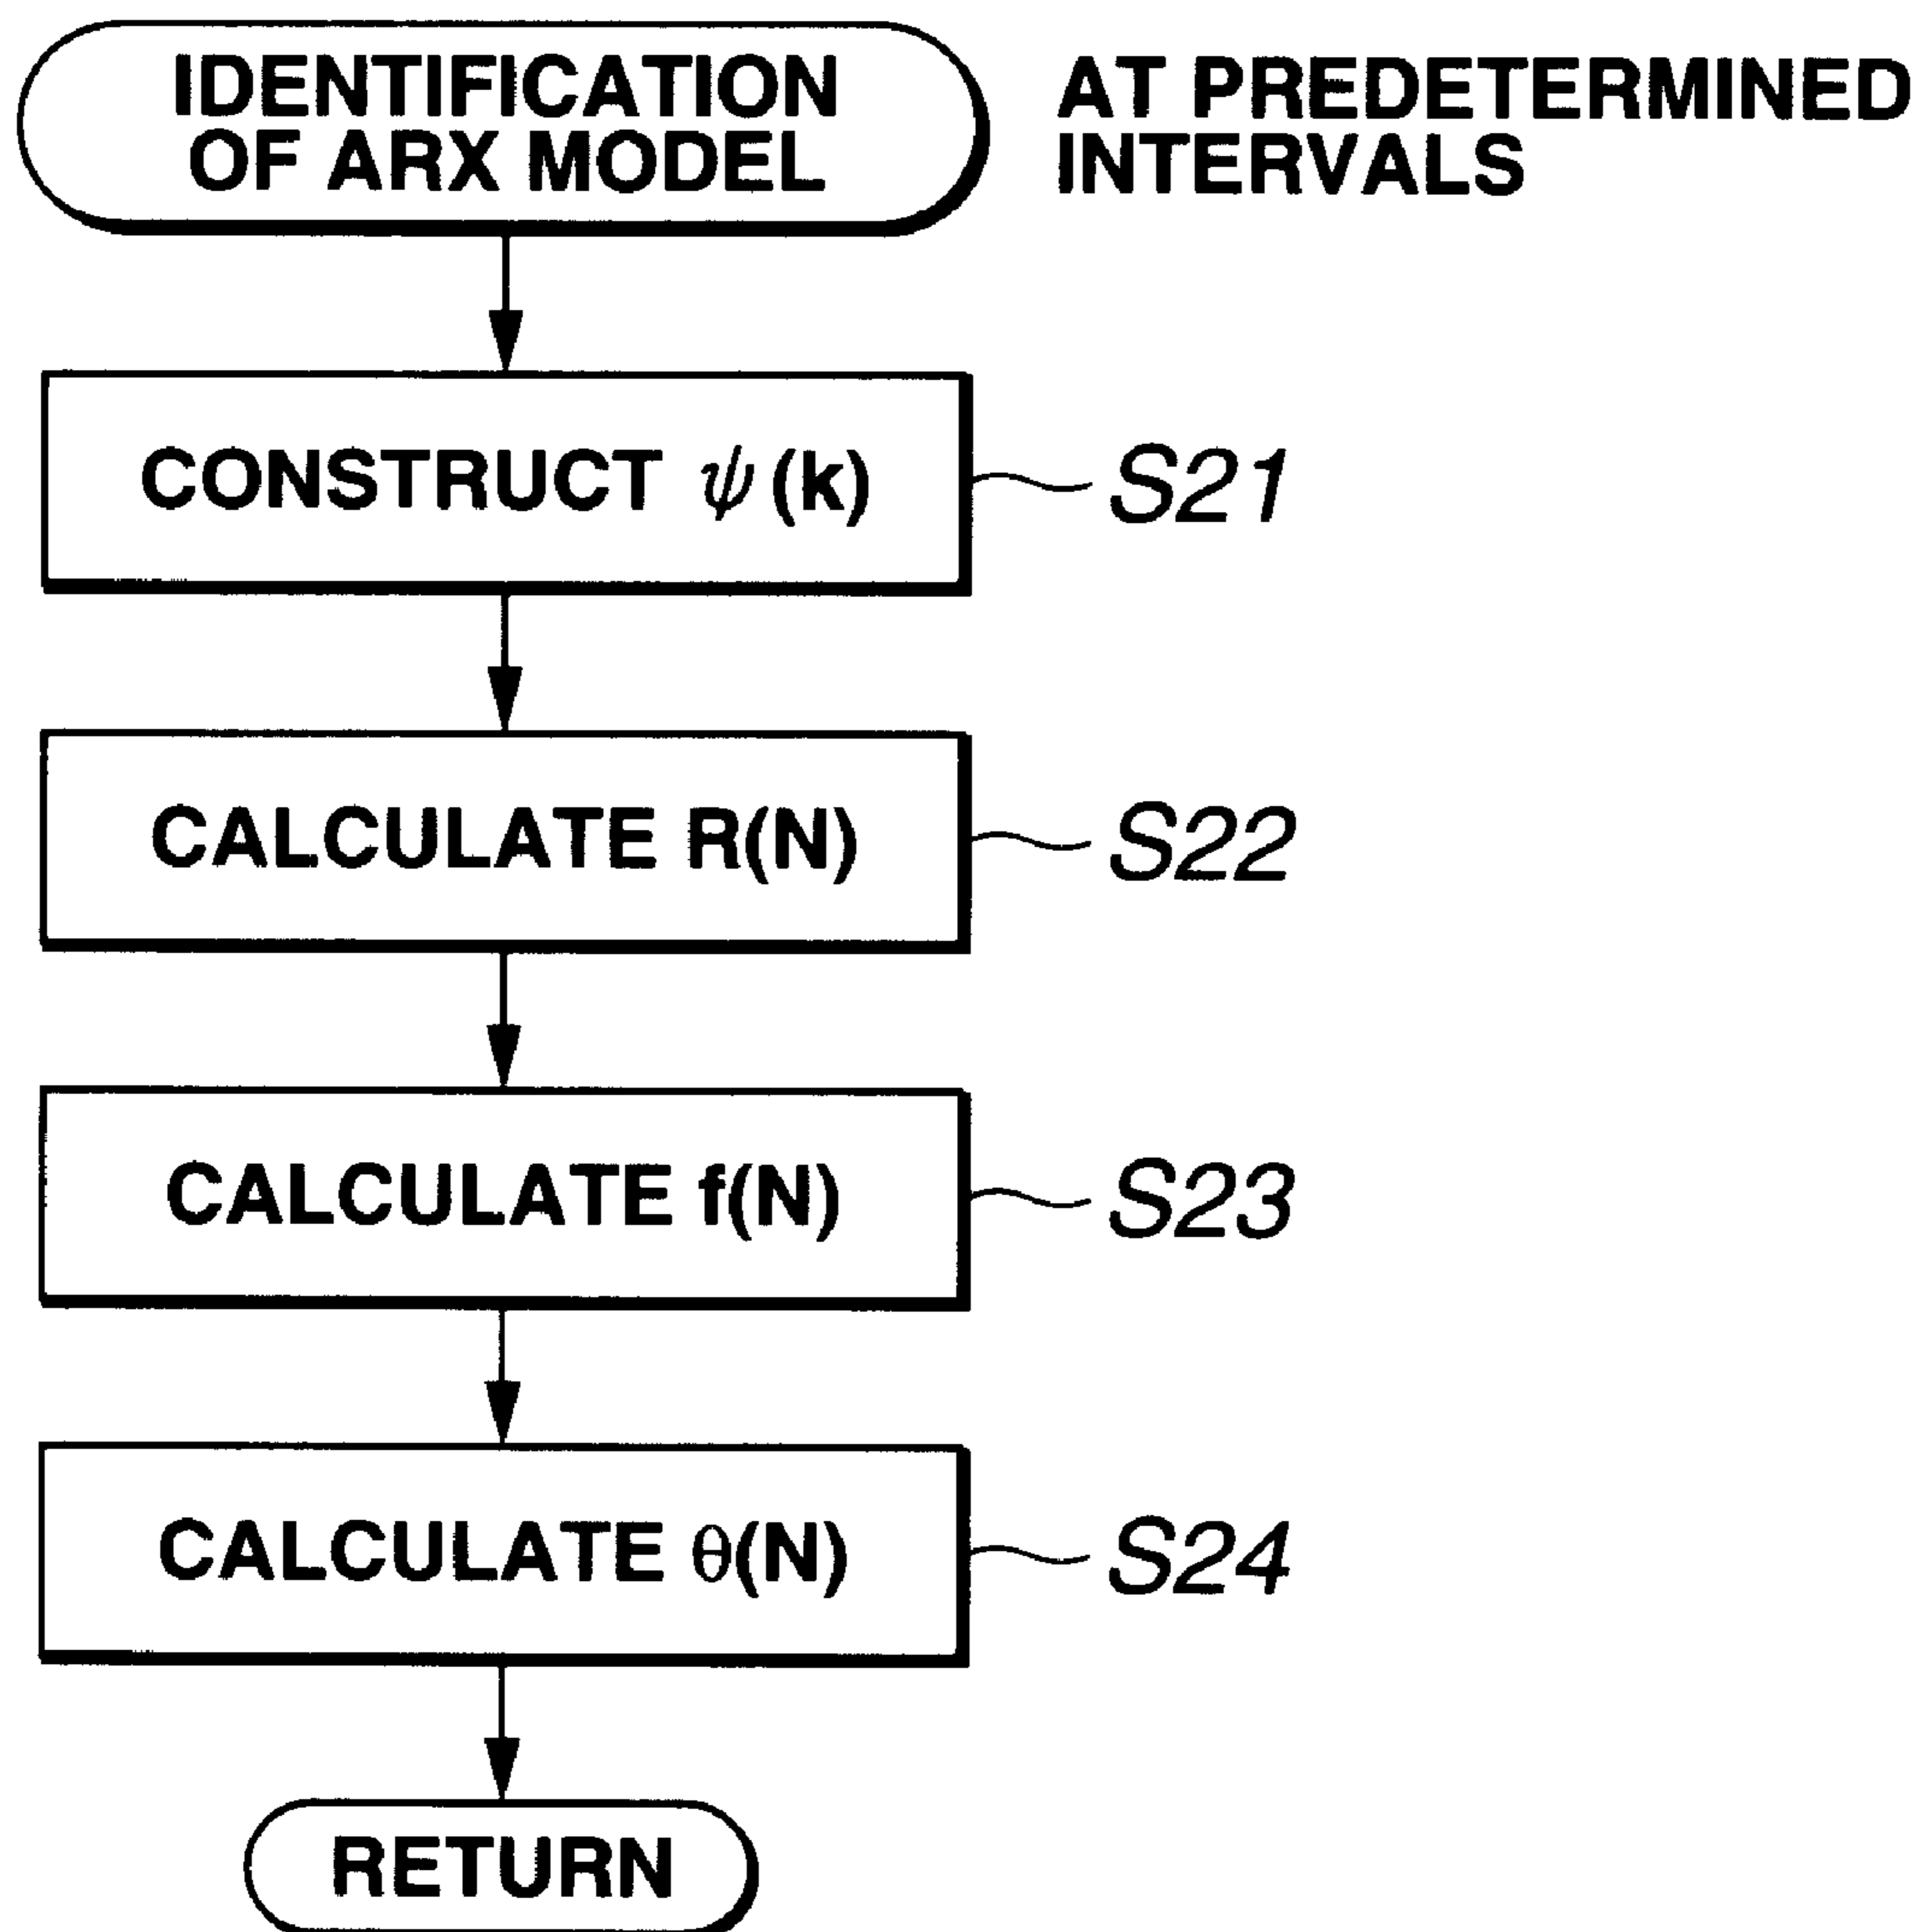 IDENTIFICATION
OF ARX MODEL
AT PREDETERMINED
INTERVALS
CONSTRUCT ψ(k)
S21
CALCULATE R(N)
S22
CALCULATE f(N)
S23
CALCULATE θ(N)
S24
RETURN